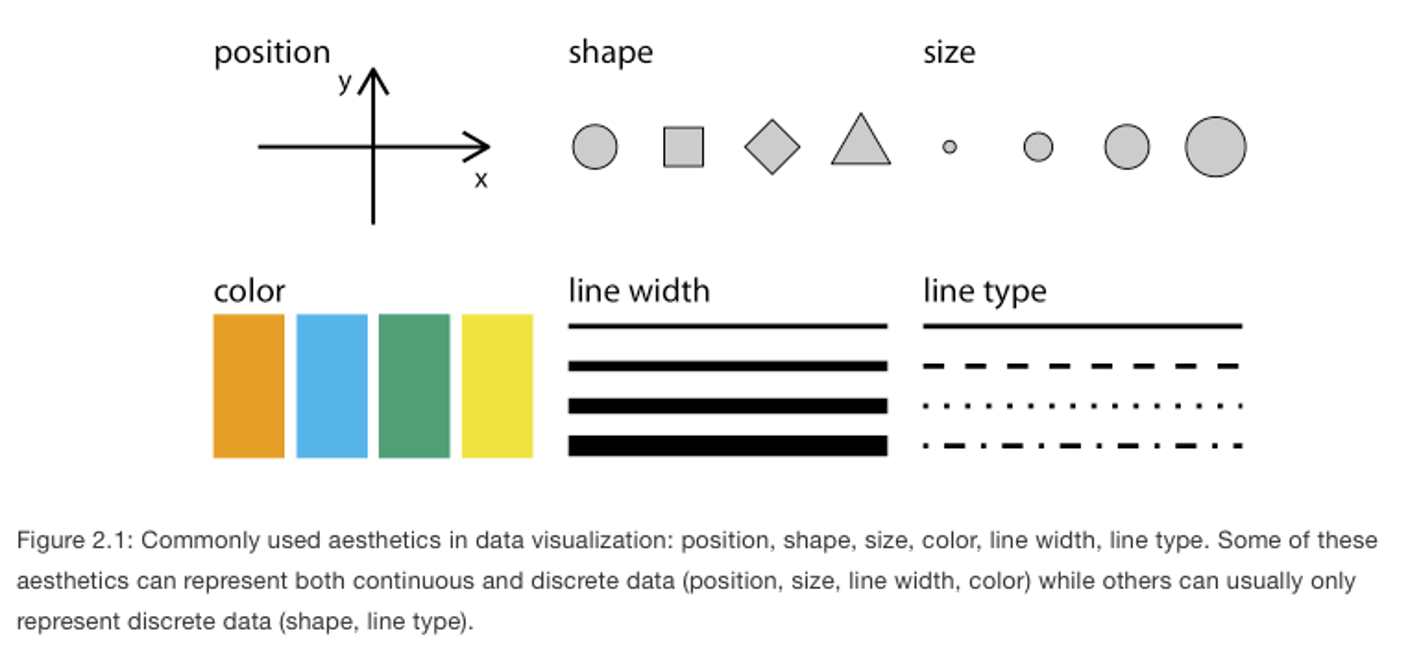 position
shape
size
y
x
color
line width
line type
Figure 2.1: Commonly used aesthetics in data visualization: position, shape, size, color, line width, line type. Some of these
aesthetics can represent both continuous and discrete data (position, size, line width, color) while others can usually only
represent discrete data (shape, line type).